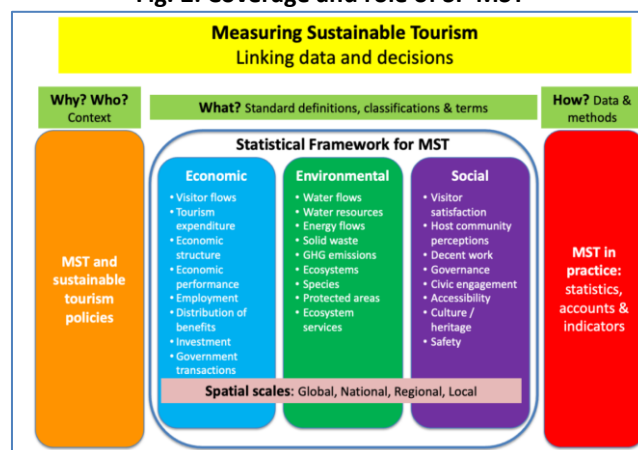 Measuring Sustainable Tourism
Linking data and decisions
Why? Who?
Context
What? Standard definitions, classifications & terms
How? Data &
methods
MST and
sustainable
tourism
policies
Statistical Framework for MST
Economic
• Visitor flows
• Tourism
expenditure
• Economic
structure
• Economic
performance
• Employment
• Distribution of
benefits
• Investment
• Government
transactions
Environmental
• Water flows
• Water resources
• Energy flows
• Solid waste
• GHG emissions
• Ecosystems
• Species
• Protected areas
• Ecosystem
services
Social
• Visitor
satisfaction
• Host community
perceptions
• Decent work
• Governance
• Civic engagement
• Accessibility
• Culture /
heritage
• Safety
Spatial scales: Global, National, Regional, Local
MST in
practice:
statistics,
accounts &
indicators